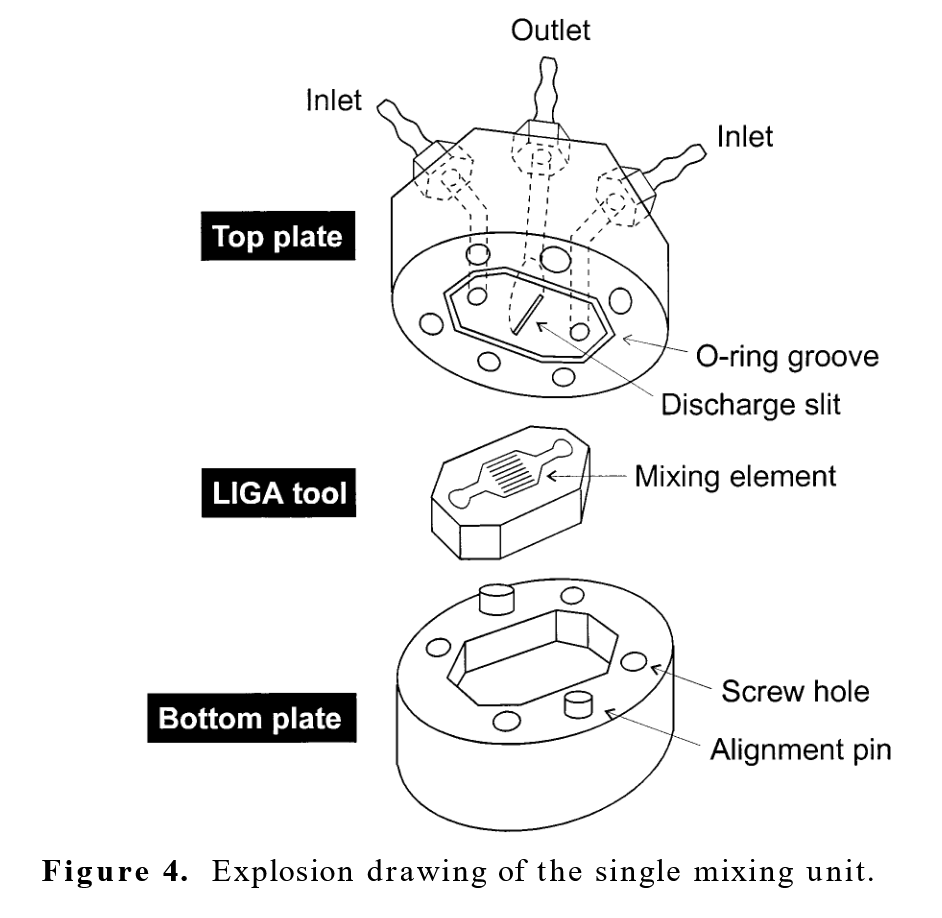 Outlet
Inlet
Inlet
Top plate
O-ring groove
Discharge slit
LIGA tool
Mixing element
Screw hole
Bottom plate
Alignment pin
Figure 4. Explosion drawing of the single mixing unit.